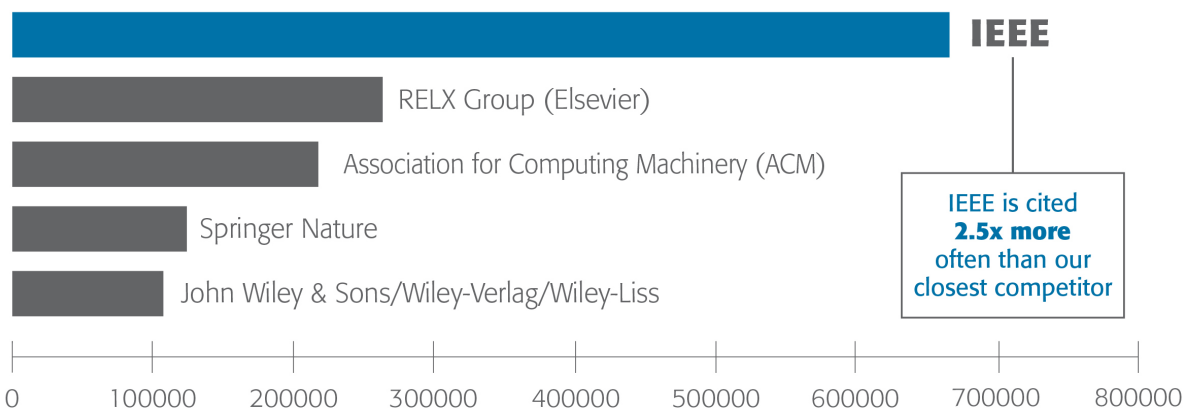 IEEE
RELX Group (Elsevier)
Association for Computing Machinery (ACM)
Springer Nature
John Wiley & Sons/Wiley-Verlag/Wiley-Liss
IEEE is cited
2.5x more
often than our
closest competitor
0 100000 200000 300000 400000 500000 600000 700000 800000